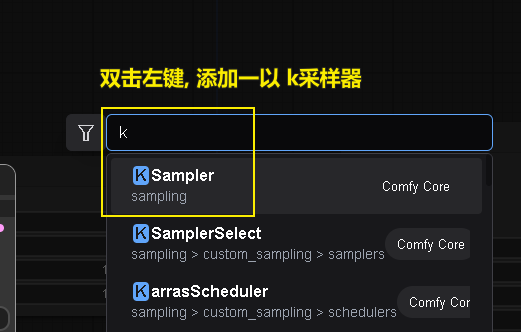 双击左键, 添加一以 k采样器
k
KSampler
sampling
Comfy Core
KSamplerSelect
sampling > custom_sampling > samplers
Comfy Core
KarrasScheduler
sampling > custom_sampling > schedulers
Comfy Cor